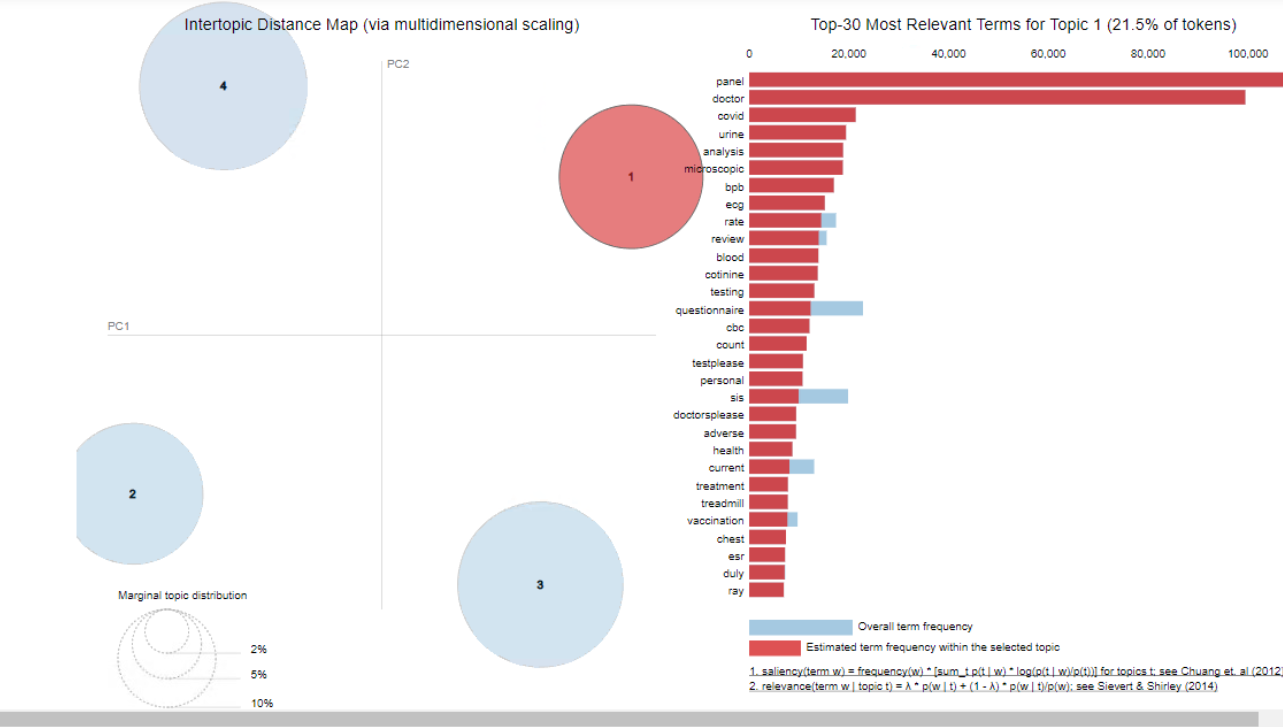 Intertopic Distance Map (via multidimensional scaling)
PC2
PC1
4
1
2
3
Marginal topic distribution
2%
5%
10%
Top-30 Most Relevant Terms for Topic 1 (21.5% of tokens)
0 20,000 40,000 60,000 80,000 100,000
panel
doctor
covid
urine
analysis
microscopic
bpb
ecg
rate
review
blood
cotinine
testing
questionnaire
cbc
count
testplease
personal
sis
doctorsplease
adverse
health
current
treatment
treadmill
vaccination
chest
esr
duly
ray
Overall term frequency
Estimated term frequency within the selected topic
1. saliency(term w) = frequency(w) * [sum_t p(t | w) * log(p(t | w)/p(t))] for topics t; see Chuang et. al (2012
2. relevance(term w | topic t) = λ * p(w | t) + (1 - λ) * p(w | t)/p(w); see Sievert & Shirley (2014)